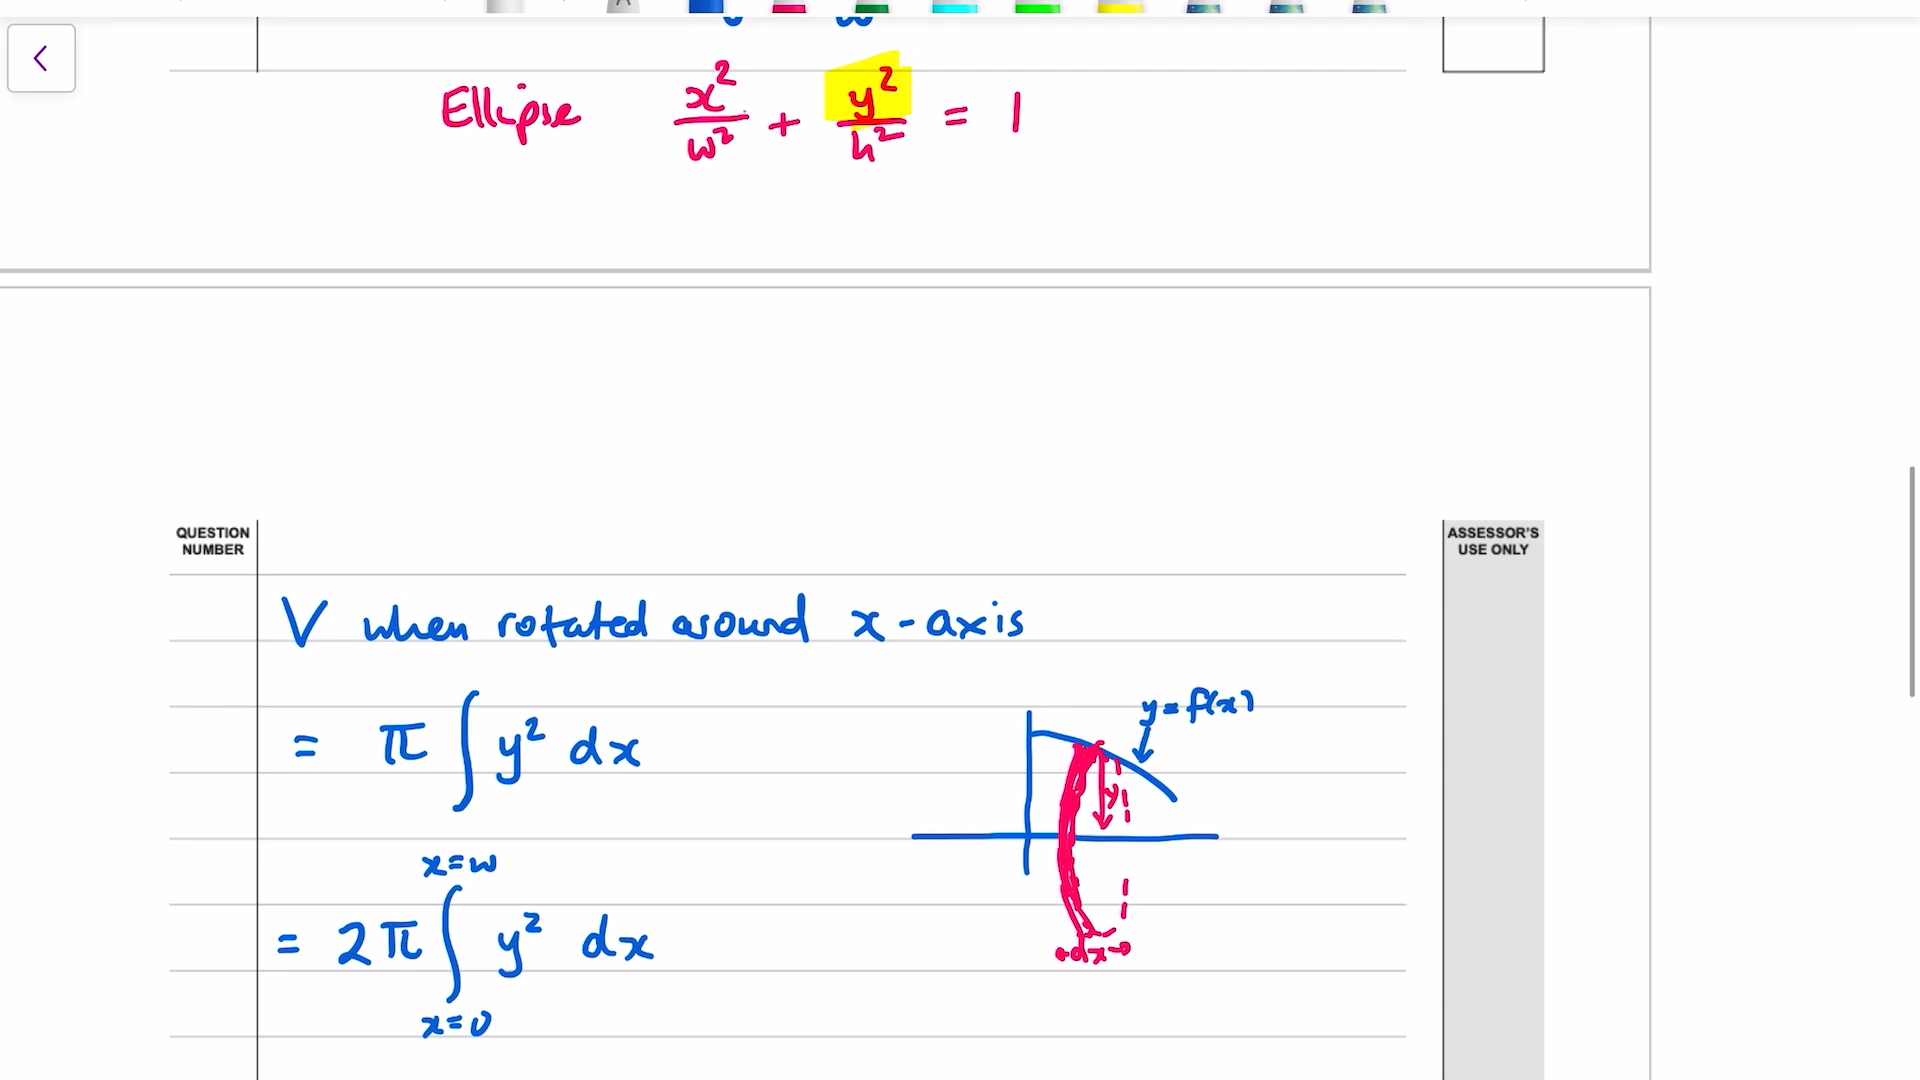 Ellipse x²/w² + y²/h² = 1
QUESTION NUMBER
ASSESSOR'S USE ONLY
V when rotated around x-axis
= π ∫ y² dx
y = f(x)
y
x=w
= 2π ∫ y² dx
dx
x=0